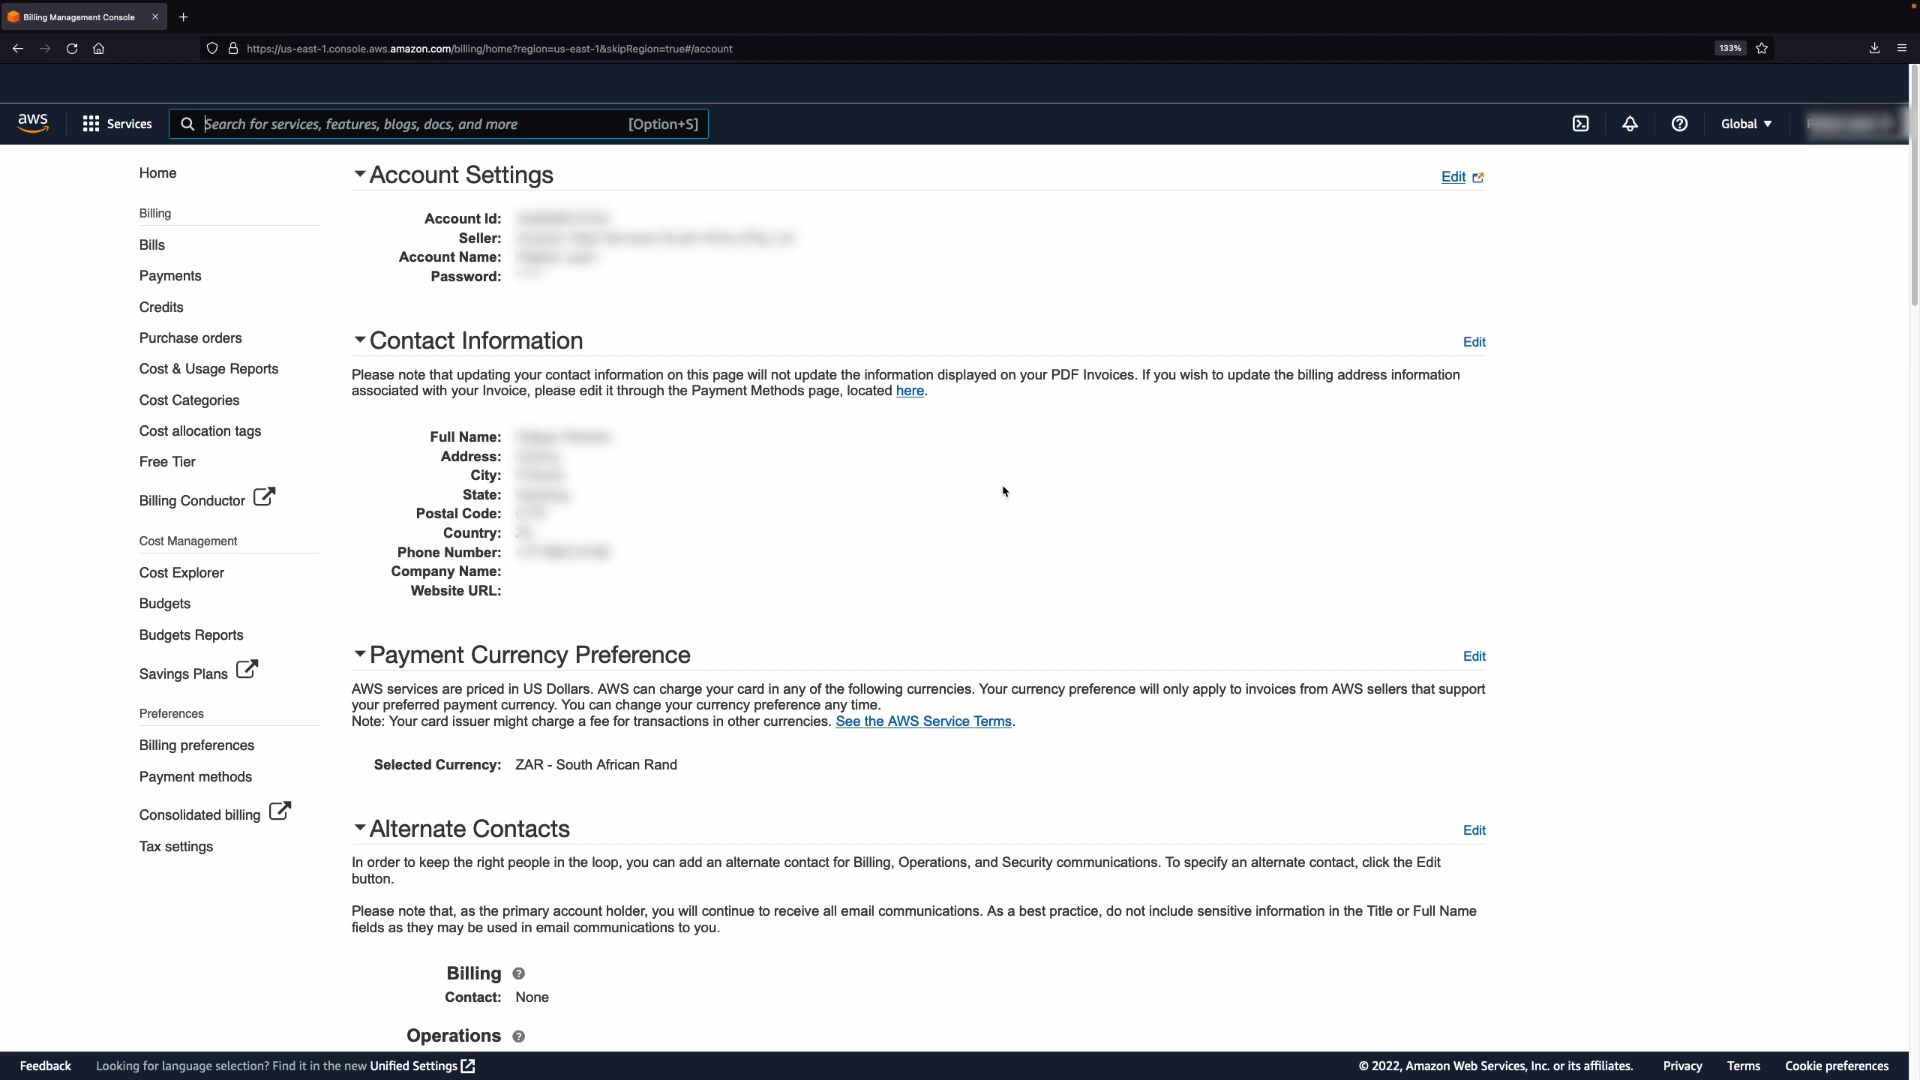 Billing Management Console
https://us-east-1.console.aws.amazon.com/billing/home?region=us-east-1&skipRegion=true#/account
133%
aws
Services
Search for services, features, blogs, docs, and more
[Option+S]
Global
Home
Billing
Bills
Payments
Credits
Purchase orders
Cost & Usage Reports
Cost Categories
Cost allocation tags
Free Tier
Billing Conductor
Cost Management
Cost Explorer
Budgets
Budgets Reports
Savings Plans
Preferences
Billing preferences
Payment methods
Consolidated billing
Tax settings
Account Settings
Edit
Account Id:
Seller:
Account Name:
Password:
Contact Information
Edit
Please note that updating your contact information on this page will not update the information displayed on your PDF Invoices. If you wish to update the billing address information
associated with your Invoice, please edit it through the Payment Methods page, located here.
Full Name:
Address:
City:
State:
Postal Code:
Country:
Phone Number:
Company Name:
Website URL:
Payment Currency Preference
Edit
AWS services are priced in US Dollars. AWS can charge your card in any of the following currencies. Your currency preference will only apply to invoices from AWS sellers that support
your preferred payment currency. You can change your currency preference any time.
Note: Your card issuer might charge a fee for transactions in other currencies. See the AWS Service Terms.
Selected Currency: ZAR - South African Rand
Alternate Contacts
Edit
In order to keep the right people in the loop, you can add an alternate contact for Billing, Operations, and Security communications. To specify an alternate contact, click the Edit
button.
Please note that, as the primary account holder, you will continue to receive all email communications. As a best practice, do not include sensitive information in the Title or Full Name
fields as they may be used in email communications to you.
Billing
Contact: None
Operations
Feedback
Looking for language selection? Find it in the new Unified Settings
© 2022, Amazon Web Services, Inc. or its affiliates.
Privacy
Terms
Cookie preferences